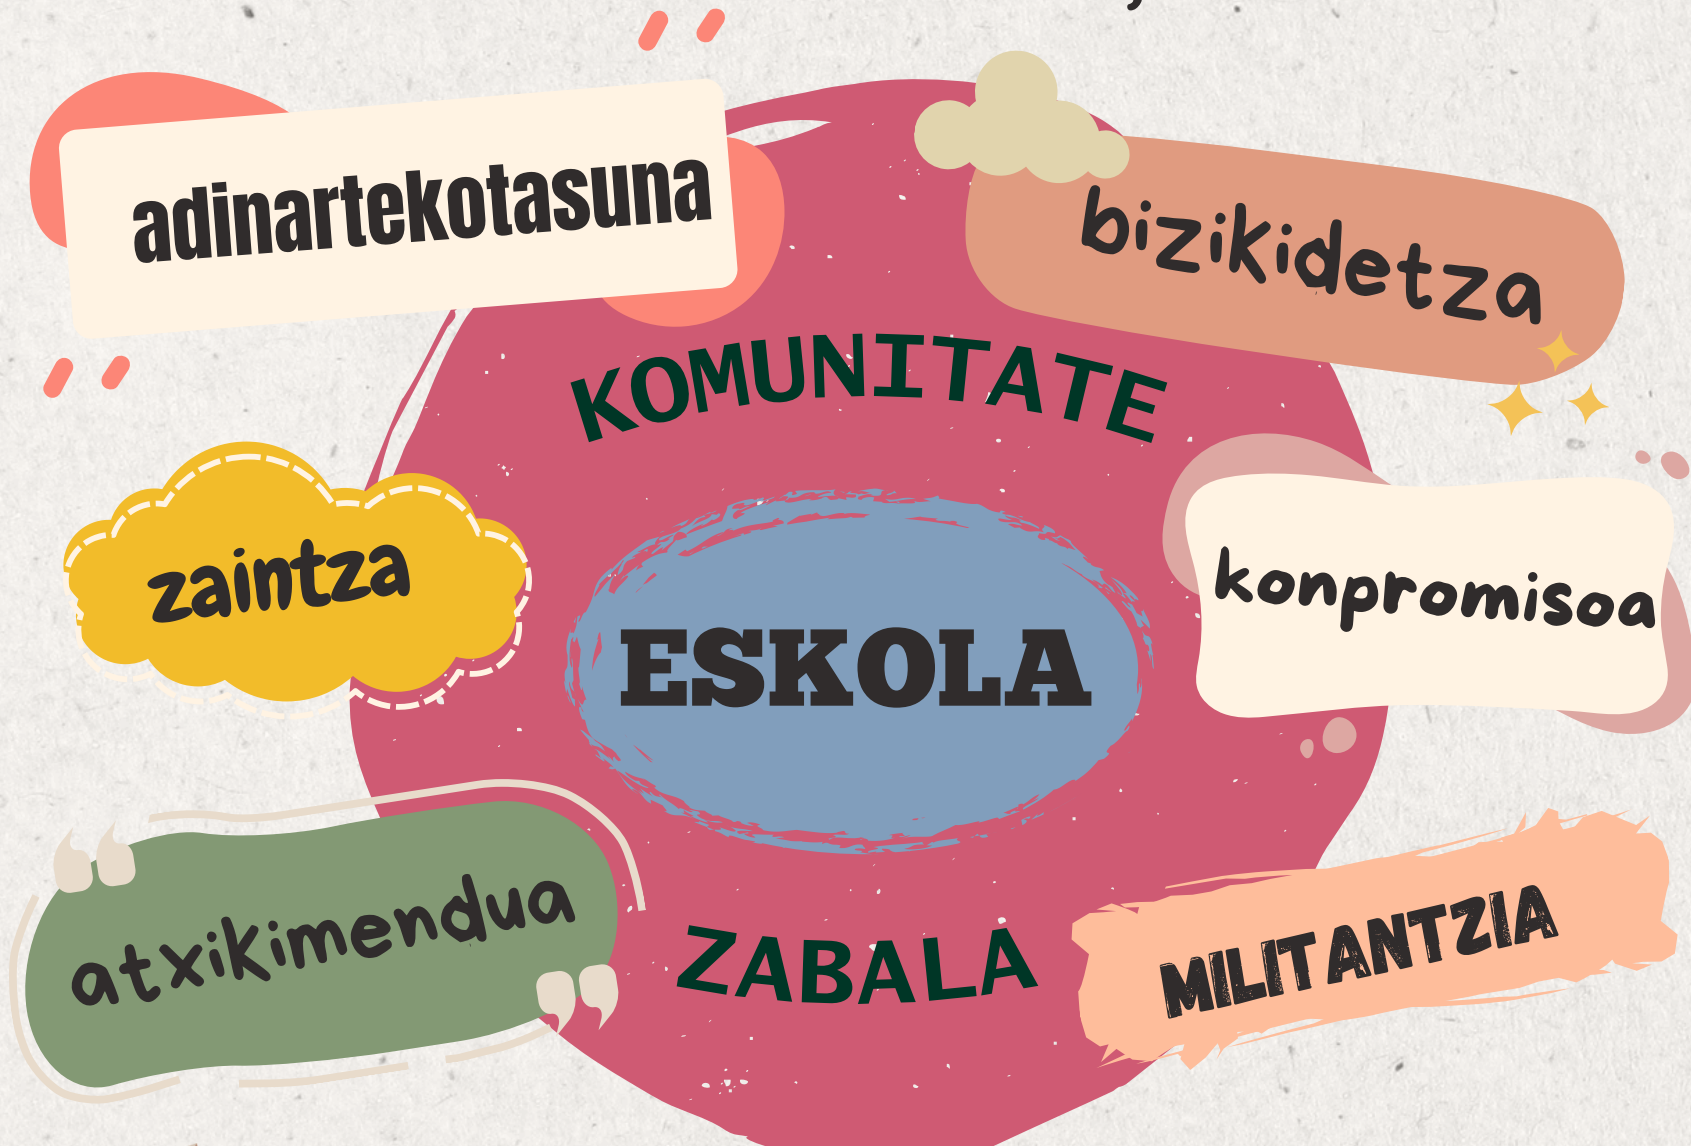 adinartekotasuna
bizikidetza
KOMUNITATE
zaintza
konpromisoa
ESKOLA
atxikimendua
ZABALA
MILITANTZIA